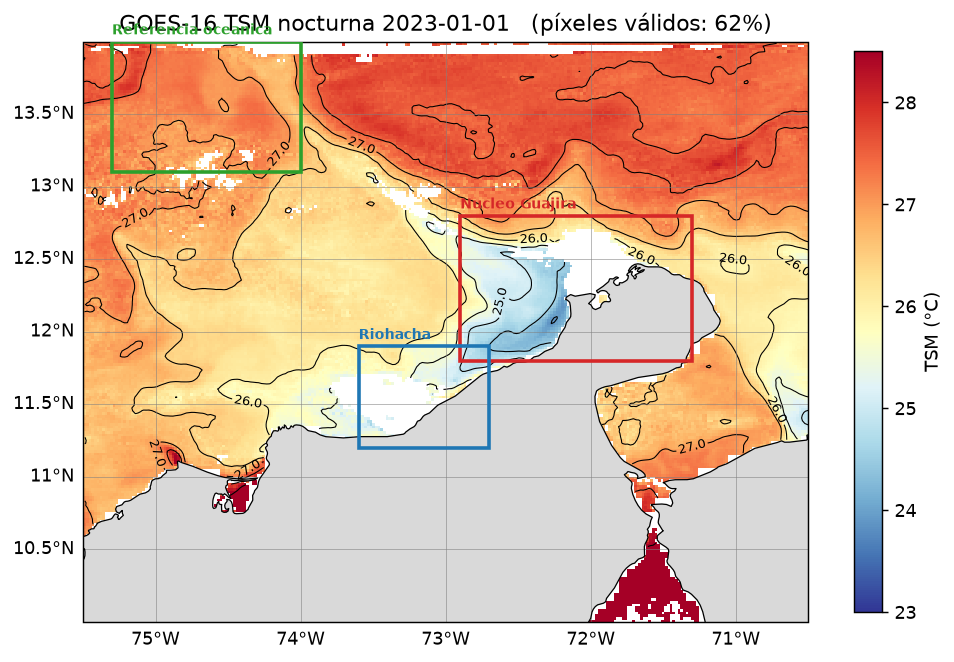 GOES-16 TSM nocturna 2023-01-01   (píxeles válidos: 62%)
Referencia oceanica
Nucleo Guajira
Riohacha
27.0
27.0
27.0
26.0
26.0
26.0
26.0
25.0
26.0
26.0
27.0
27.0
27.0
13.5°N
13°N
12.5°N
12°N
11.5°N
11°N
10.5°N
75°W
74°W
73°W
72°W
71°W
28
27
26
25
24
23
TSM (°C)